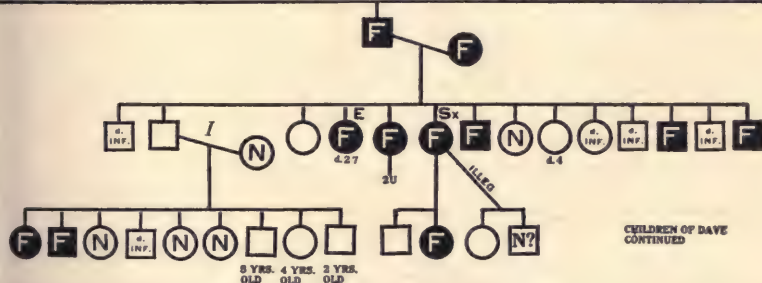 F F
E Sx
d. INF. I N F F F F N d. INF. d. INF. F d. INF. F
d.27 d.4
2U
ILLEG
F F N d. INF. N N F N?
8 YRS. OLD 4 YRS. OLD 2 YRS. OLD
CHILDREN OF DAVE
CONTINUED